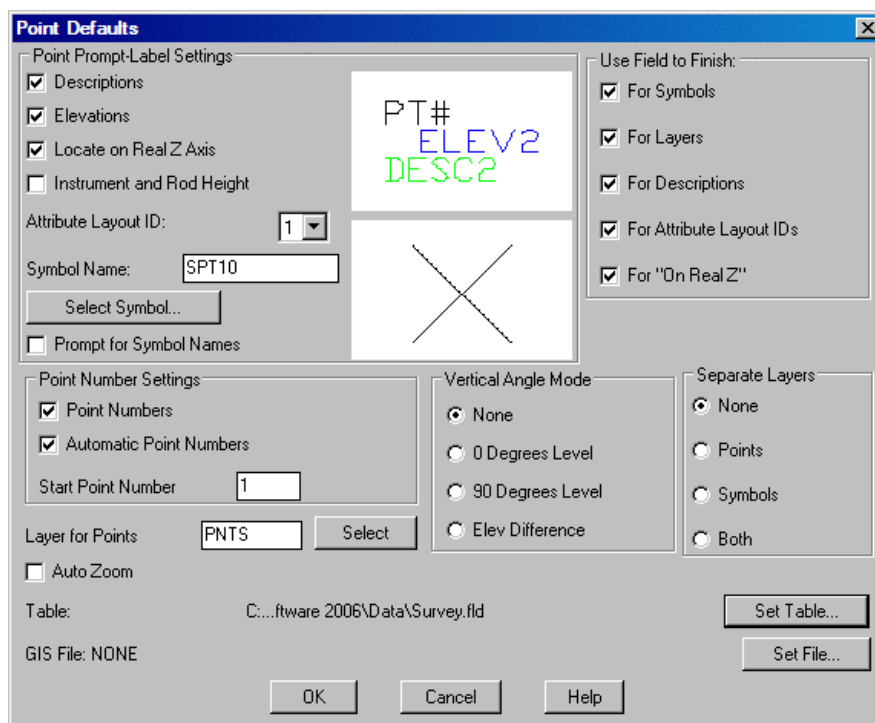 Point Defaults
Point Prompt-Label Settings
Descriptions
Elevations
Locate on Real Z Axis
Instrument and Rod Height
Attribute Layout ID:
1
Symbol Name:
SPT10
Select Symbol...
Prompt for Symbol Names
PT#
ELEV2
DESC2
Use Field to Finish:
For Symbols
For Layers
For Descriptions
For Attribute Layout IDs
For "On Real Z"
Point Number Settings
Point Numbers
Automatic Point Numbers
Start Point Number
1
Vertical Angle Mode
None
0 Degrees Level
90 Degrees Level
Elev Difference
Separate Layers
None
Points
Symbols
Both
Layer for Points
PNTS
Select
Auto Zoom
Table:
C:...ftware 2006\Data\Survey.fld
Set Table...
GIS File: NONE
Set File...
OK
Cancel
Help